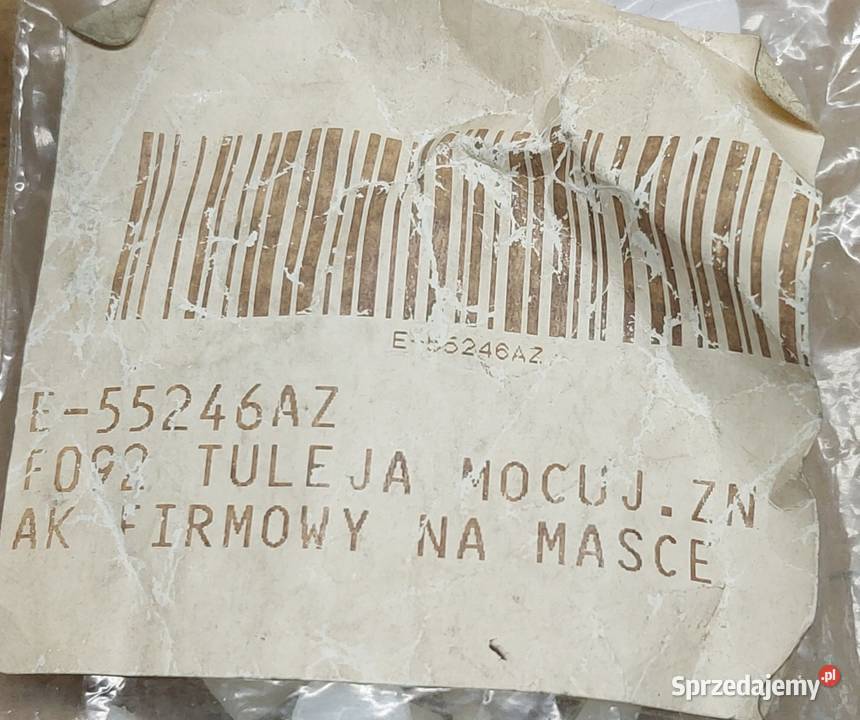 E-55246AZ
E-55246AZ
F092 TULEJA MOCUJ.ZN
AK FIRMOWY NA MASCE
Sprzedajemy.pl